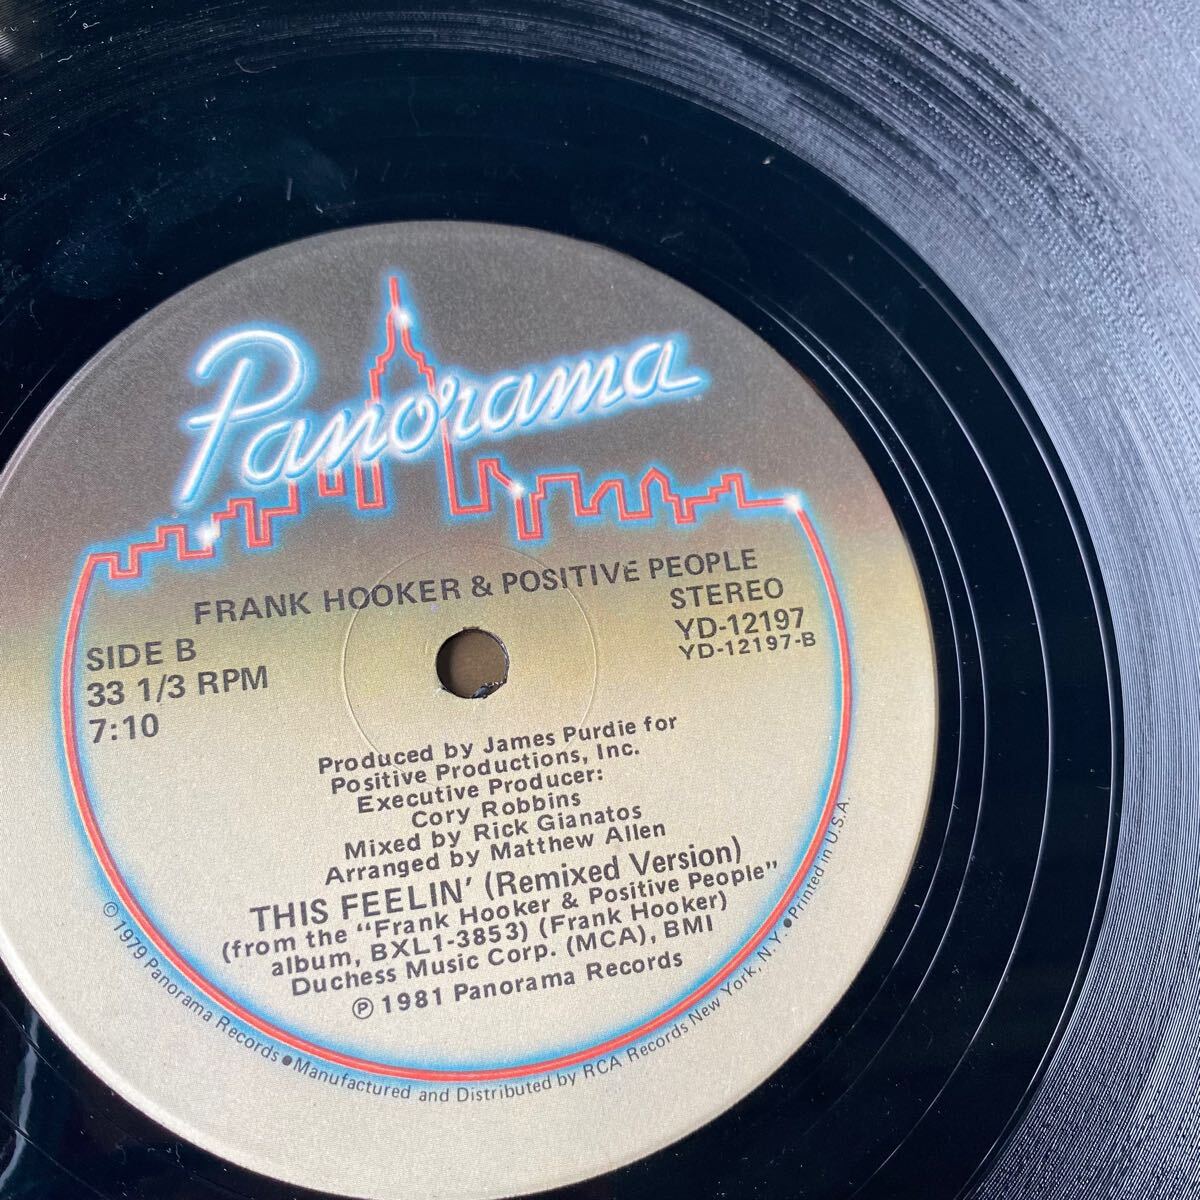 Panorama
FRANK HOOKER & POSITIVE PEOPLE
SIDE B
33 1/3 RPM
7:10
STEREO
YD-12197
YD-12197-B
Produced by James Purdie for
Positive Productions, Inc.
Executive Producer:
Cory Robbins
Mixed by Rick Gianatos
Arranged by Matthew Allen
THIS FEELIN' (Remixed Version)
(from the "Frank Hooker & Positive People"
album, BXL1-3853) (Frank Hooker)
Duchess Music Corp. (MCA), BMI
℗ 1981 Panorama Records
© 1979 Panorama Records ● Manufactured and Distributed by RCA Records New York, N.Y. ● Printed in U.S.A.